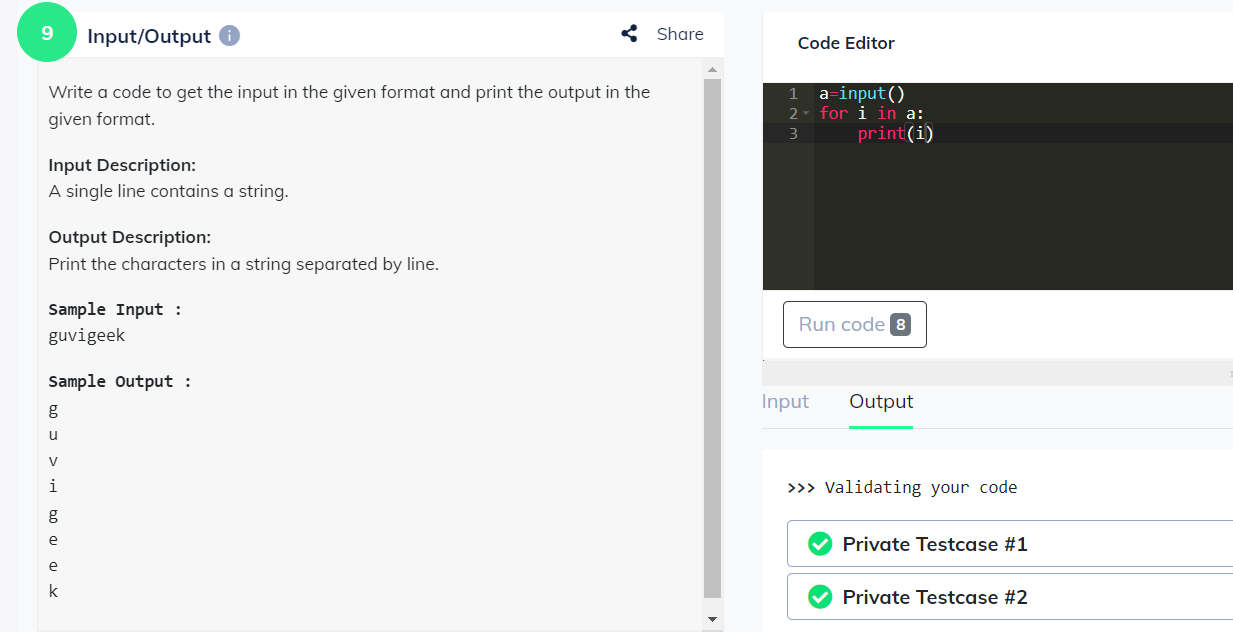 9
Input/Output i
Share
Write a code to get the input in the given format and print the output in the
given format.
Input Description:
A single line contains a string.
Output Description:
Print the characters in a string separated by line.
Sample Input :
guvigeek
Sample Output :
g
u
v
i
g
e
e
k
Code Editor
1 a=input()
2 for i in a:
3     print(i)
Run code 8
Input Output
>>> Validating your code
Private Testcase #1
Private Testcase #2